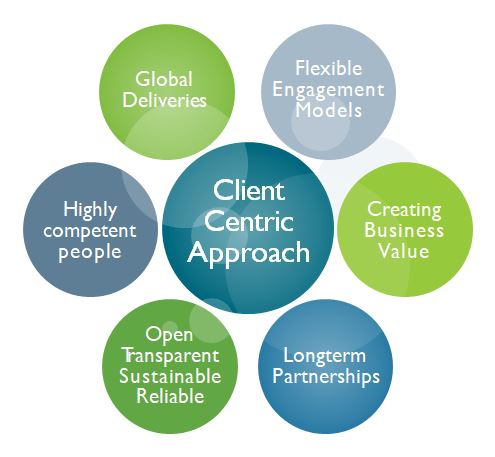 Global
Deliveries
Flexible
Engagement
Models
Highly
competent
people
Client
Centric
Approach
Creating
Business
Value
Open
Transparent
Sustainable
Reliable
Longterm
Partnerships